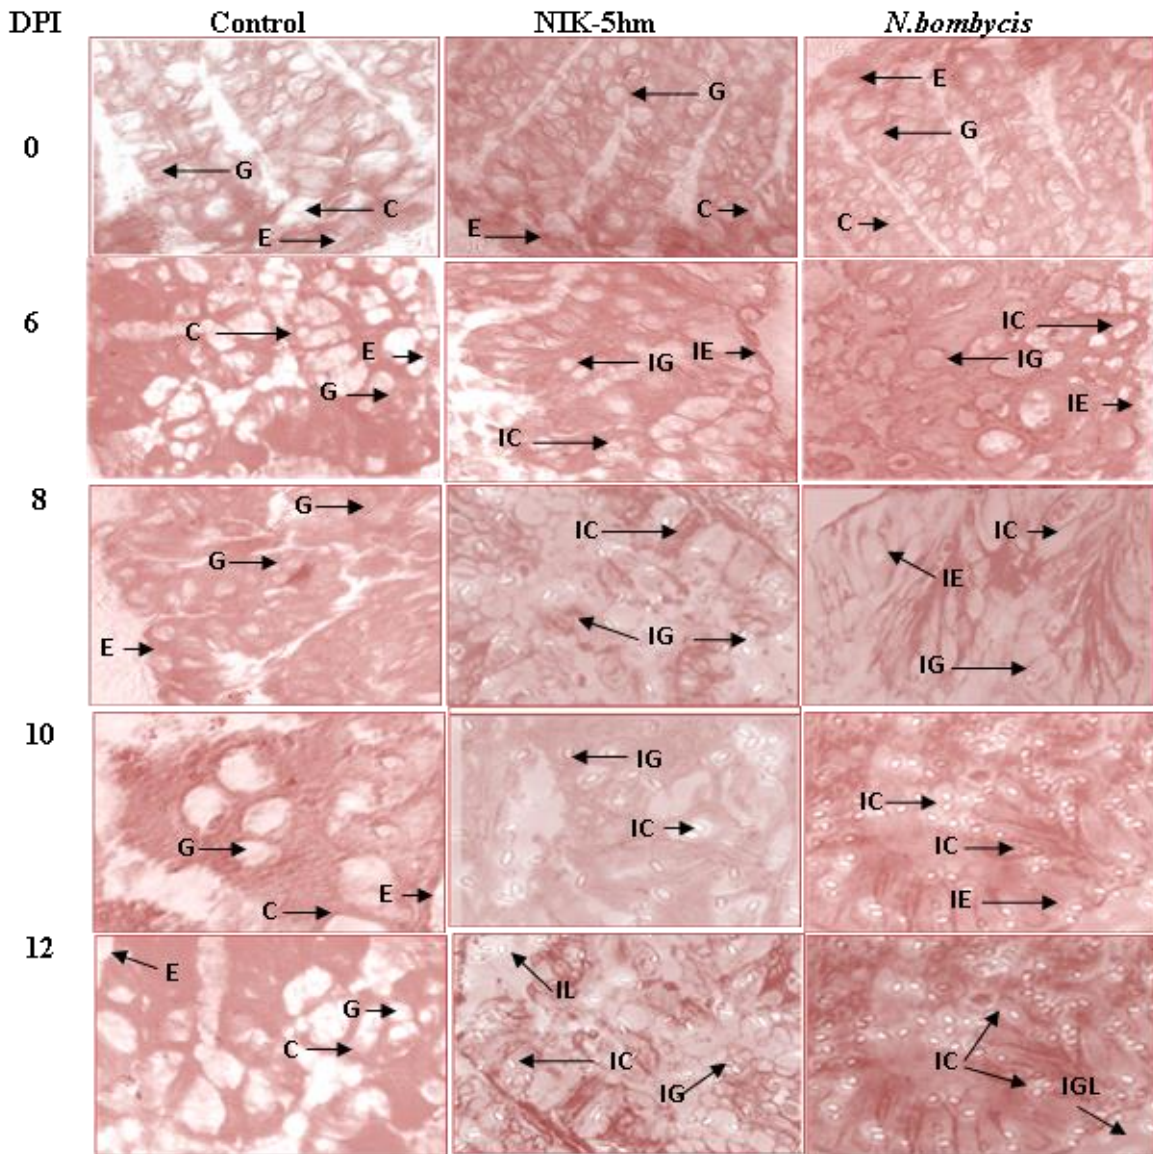 DPI Control NIK-5hm N.bombycis
0
G C E
G C E
E G C
6
C E G
IG IE IC
IC IG IE
8
G G E
IC IG
IC IE IG
10
G E C
IG IC
IC IC IE
12
E G C
IL IC IG
IC IGL